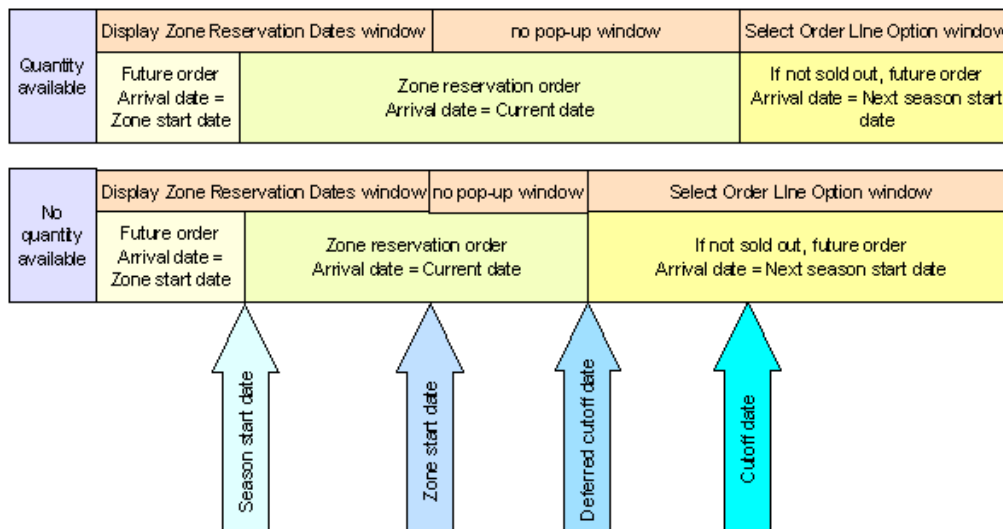 Display Zone Reservation Dates window
no pop-up window
Select Order LIne Option window
Quantity
available
Future order
Arrival date =
Zone start date
Zone reservation order
Arrival date = Current date
If not sold out, future order
Arrival date = Next season start
date
Display Zone Reservation Dates window
no pop-up window
Select Order LIne Option window
No
quantity
available
Future order
Arrival date =
Zone start date
Zone reservation order
Arrival date = Current date
If not sold out, future order
Arrival date = Next season start date
Season start date
Zone start date
Deferred cutoff date
Cutoff date